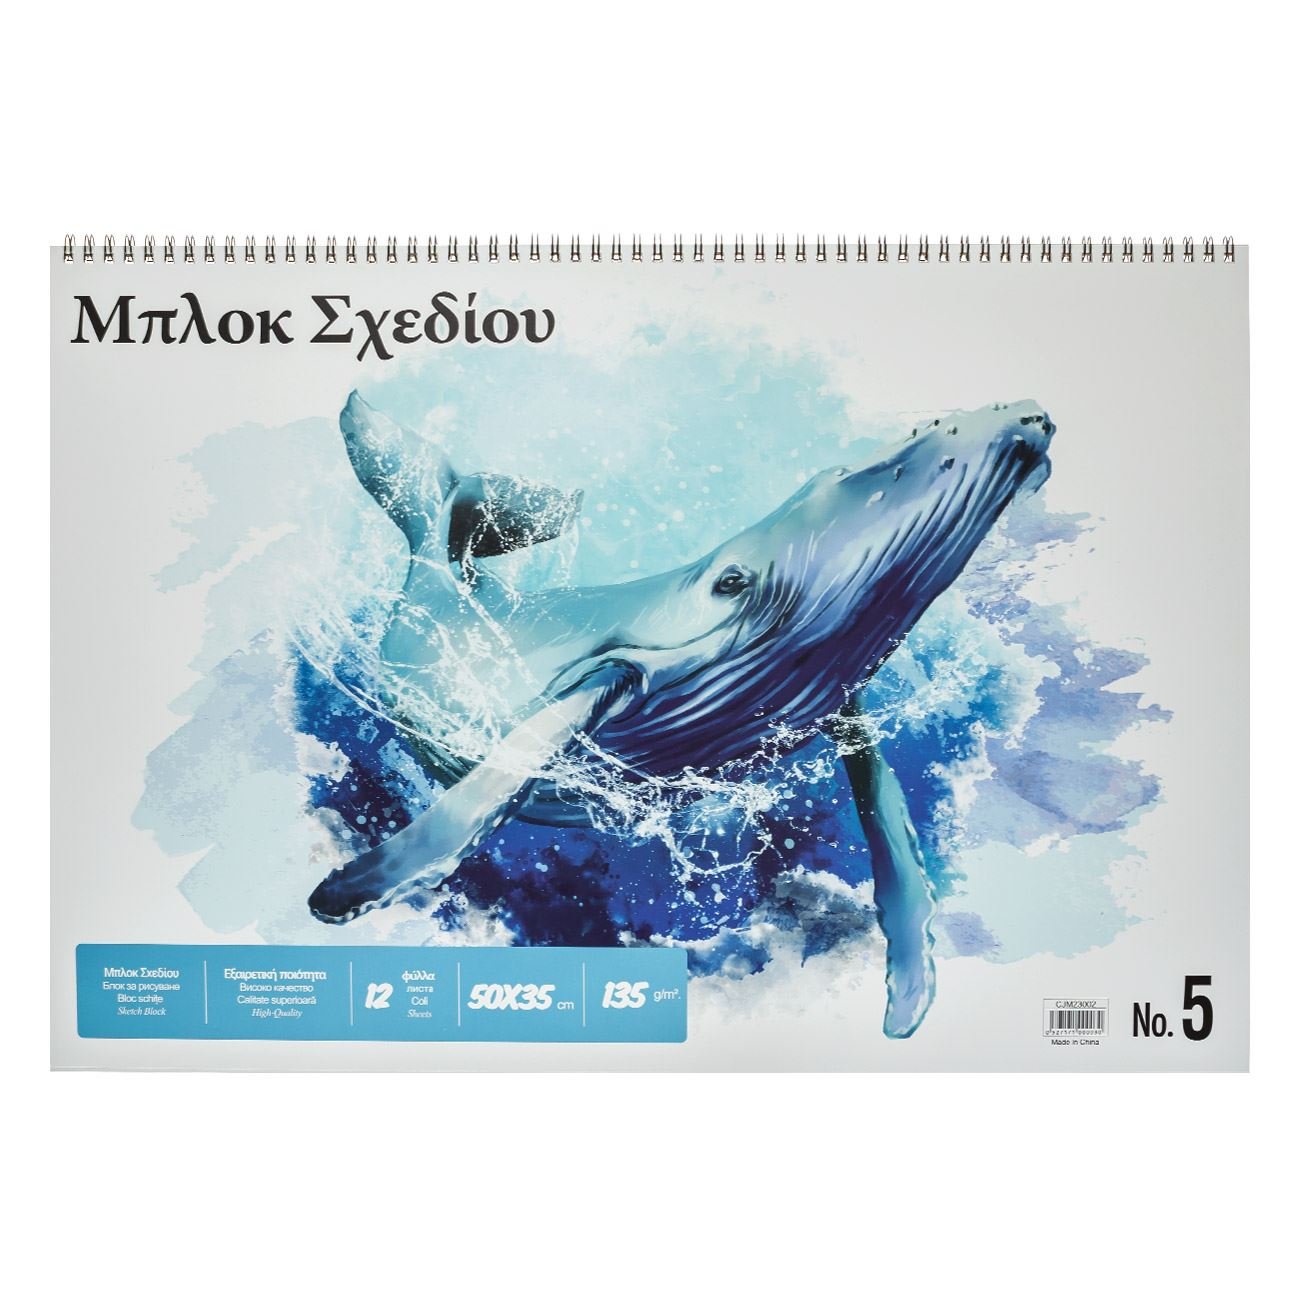 Μπλοκ Σχεδίου
Μπλοκ Σχεδίου
Блок за рисуване
Bloc schițe
Sketch Block
Εξαιρετική ποιότητα
Високо качество
Calitate superioară
High-Quality
12
φύλλα
листа
Coli
Sheets
50X35 cm
135 g/m².
CJM23002
Made in China
No. 5